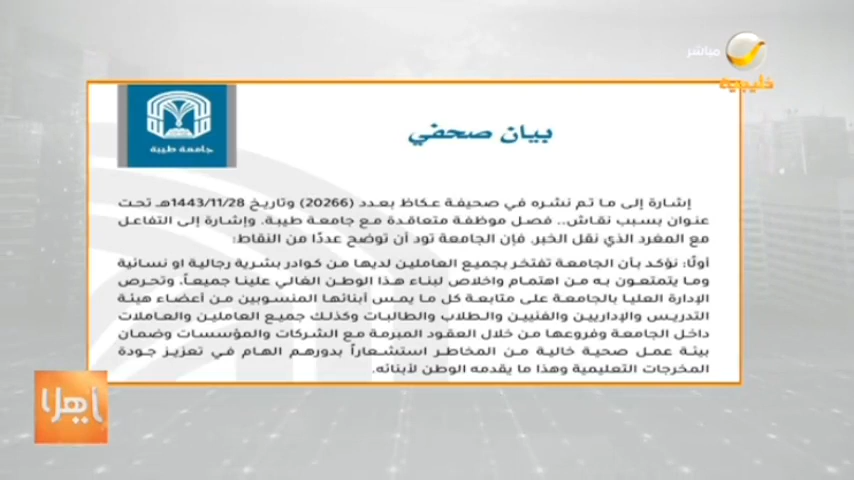 مباشر
خليجية
جامعة طيبة
بيان صحفي
إشارة إلى ما تم نشره في صحيفة عكاظ بعدد (20266) وتاريخ 1443/11/28هـ تحت
عنوان بسبب نقاش.. فصل موظفة متعاقدة مع جامعة طيبة. وإشارة إلى التفاعل
مع المغرد الذي نقل الخبر. فإن الجامعة تود أن توضح عددًا من النقاط:
أولًا: نؤكد بأن الجامعة تفتخر بجميع العاملين لديها من كوادر بشرية رجالية او نسائية
وما يتمتعون به من اهتمام واخلاص لبناء هذا الوطن الغالي علينا جميعاً. وتحرص
الإدارة العليا بالجامعة على متابعة كل ما يمس أبنائها المنسوبين من أعضاء هيئة
التدريس والإداريين والفنيين والطلاب والطالبات وكذلك جميع العاملين والعاملات
داخل الجامعة وفروعها من خلال العقود المبرمة مع الشركات والمؤسسات وضمان
بيئة عمل صحية خالية من المخاطر استشعاراً بدورهم الهام في تعزيز جودة
المخرجات التعليمية وهذا ما يقدمه الوطن لأبنائه.
ياهلا